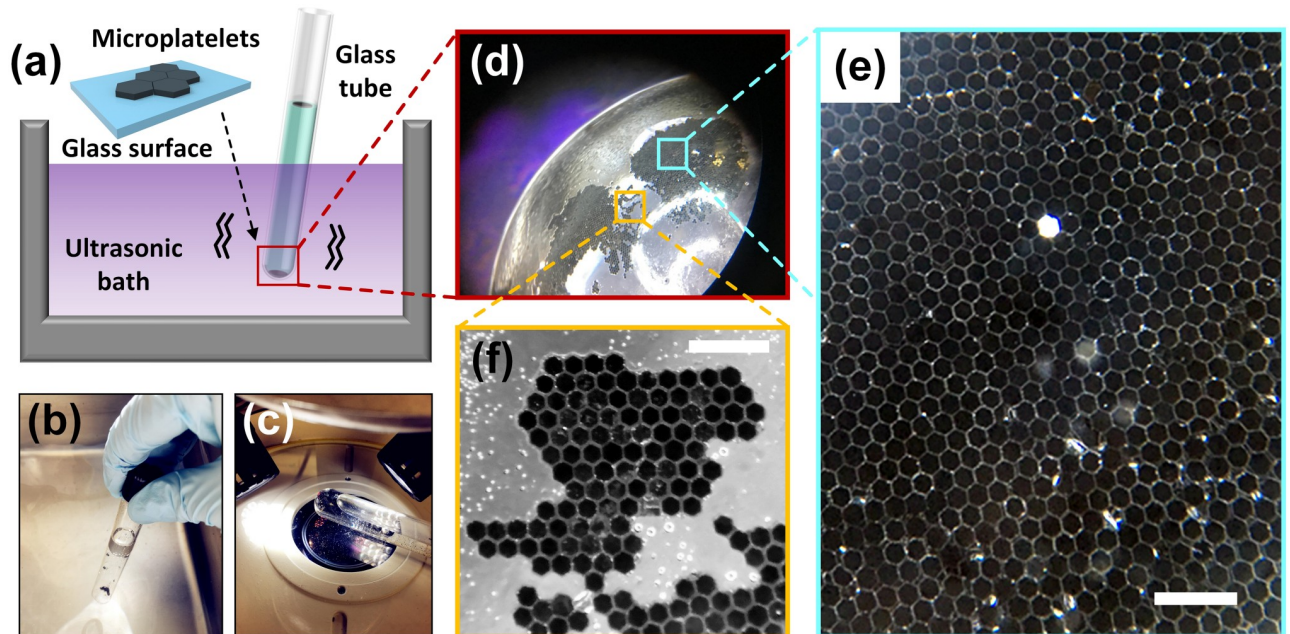 (a)
Microplatelets
Glass
tube
Glass surface
Ultrasonic
bath
(b)
(c)
(d)
(e)
(f)